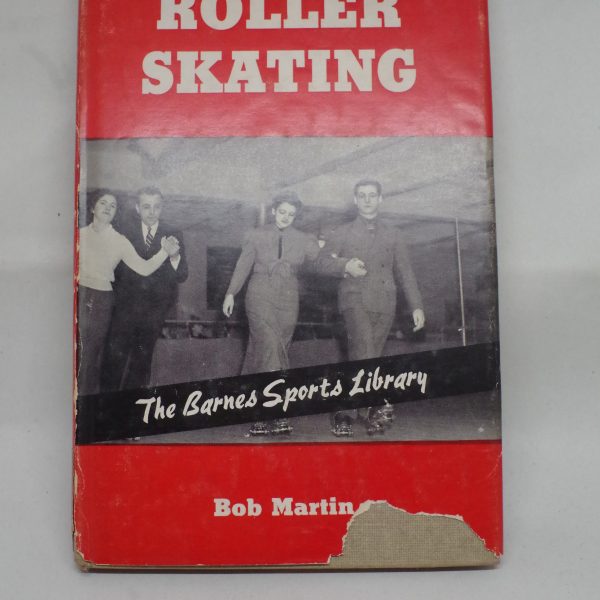 ROLLER
SKATING
The Barnes Sports Library
Bob Martin